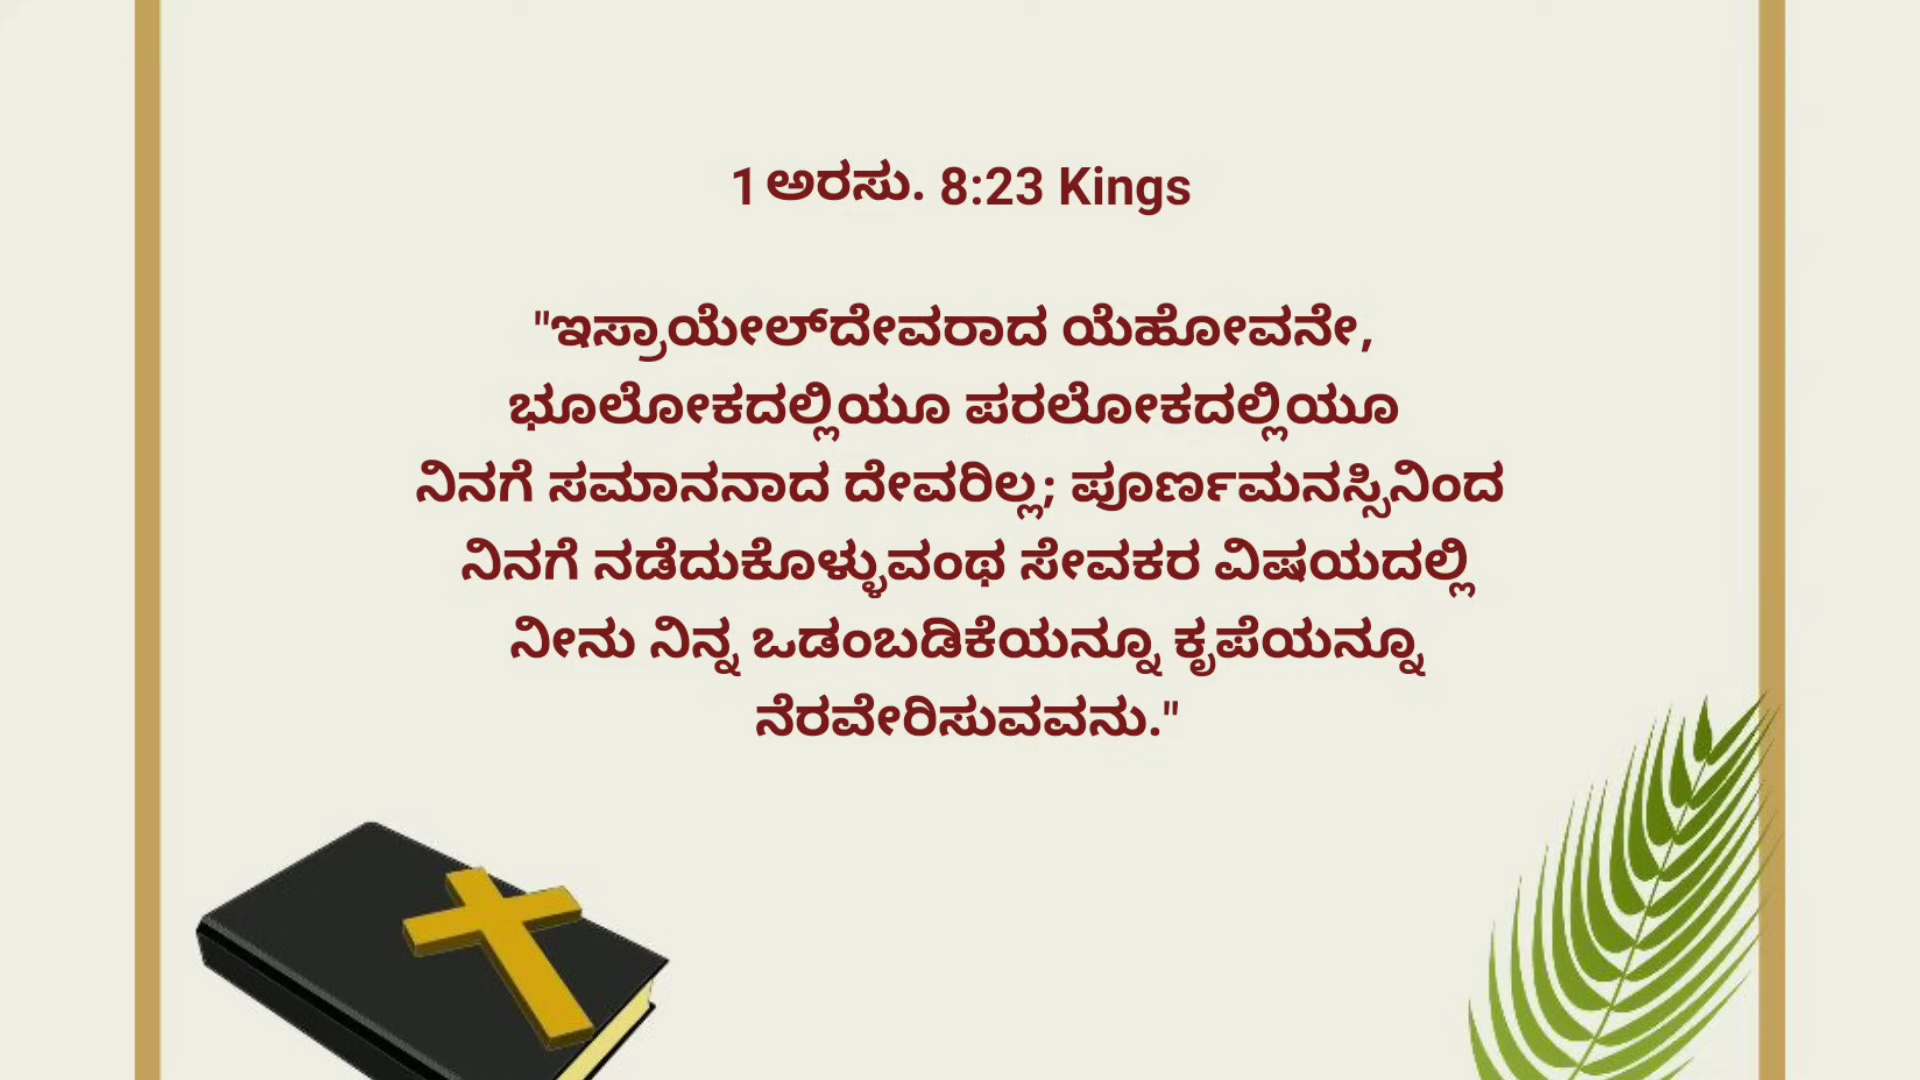 1 ಅರಸು. 8:23 Kings
"ಇಸ್ರಾಯೇಲ್‌ದೇವರಾದ ಯೆಹೋವನೇ,
ಭೂಲೋಕದಲ್ಲಿಯೂ ಪರಲೋಕದಲ್ಲಿಯೂ
ನಿನಗೆ ಸಮಾನನಾದ ದೇವರಿಲ್ಲ; ಪೂರ್ಣಮನಸ್ಸಿನಿಂದ
ನಿನಗೆ ನಡೆದುಕೊಳ್ಳುವಂಥ ಸೇವಕರ ವಿಷಯದಲ್ಲಿ
ನೀನು ನಿನ್ನ ಒಡಂಬಡಿಕೆಯನ್ನೂ ಕೃಪೆಯನ್ನೂ
ನೆರವೇರಿಸುವವನು."